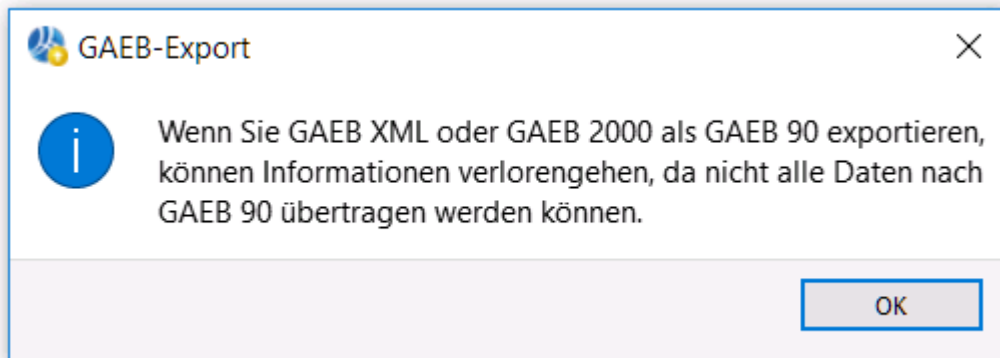 GAEB-Export
Wenn Sie GAEB XML oder GAEB 2000 als GAEB 90 exportieren,
können Informationen verlorengehen, da nicht alle Daten nach
GAEB 90 übertragen werden können.
OK